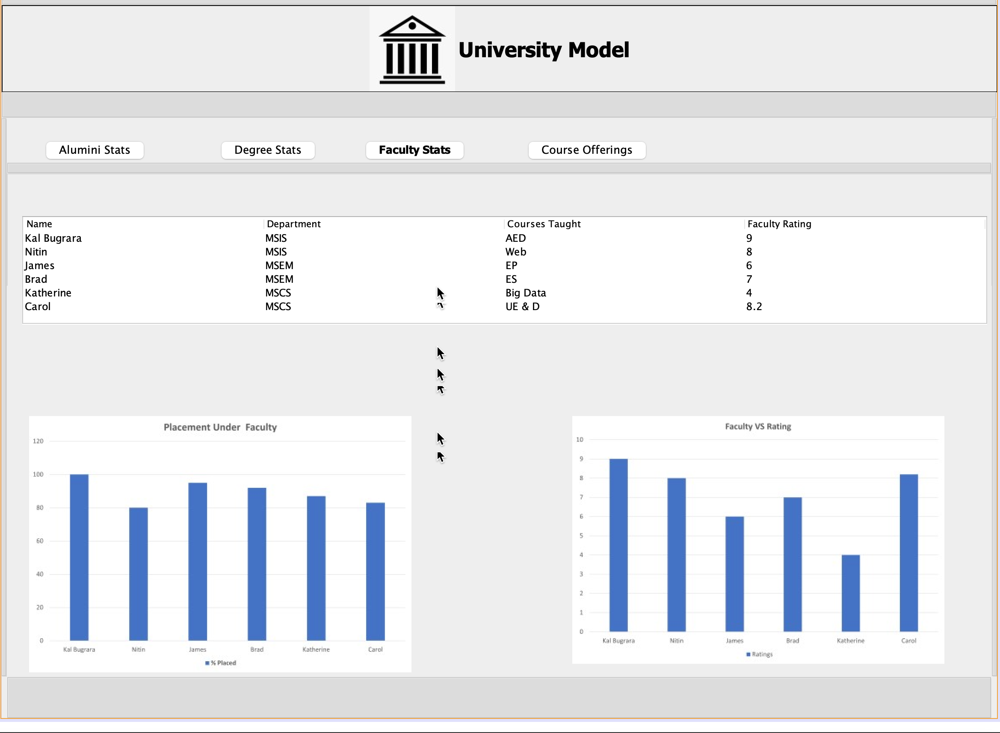 University Model
Alumini Stats Degree Stats Faculty Stats Course Offerings
Name Department Courses Taught Faculty Rating
Kal Bugrara MSIS AED 9
Nitin MSIS Web 8
James MSEM EP 6
Brad MSEM ES 7
Katherine MSCS Big Data 4
Carol MSCS UE & D 8.2
Placement Under Faculty
120
100
80
60
40
20
0
Kal Bugrara Nitin James Brad Katherine Carol
% Placed
Faculty VS Rating
10
9
8
7
6
5
4
3
2
1
0
Kal Bugrara Nitin James Brad Katherine Carol
Ratings